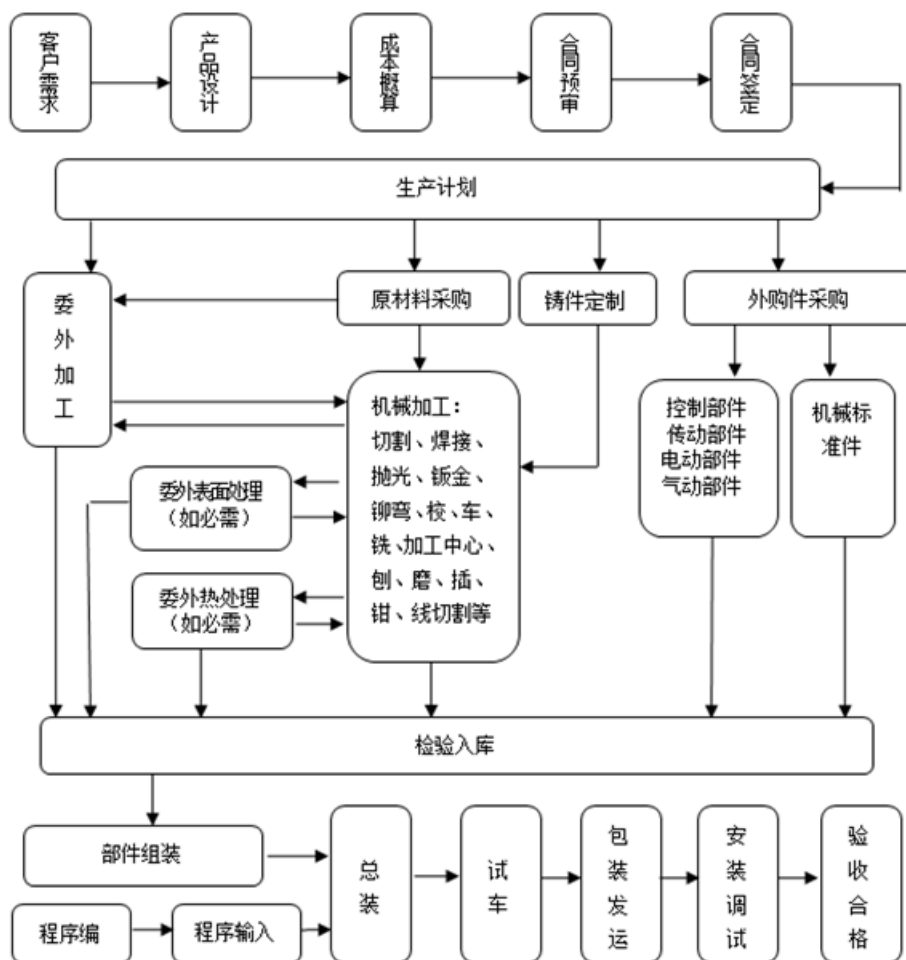 客户需求
产品设计
成本概算
合同预审
合同签定
生产计划
委外加工
原材料采购
铸件定制
外购件采购
机械加工：
切割、焊接、
抛光、钣金、
铆弯、校、车、
铣、加工中心、
刨、磨、插、
钳、线切割等
控制部件
传动部件
电动部件
气动部件
机械标
准件
委外表面处理
（如必需）
委外热处理
（如必需）
检验入库
部件组装
总装
试车
包装发运
安装调试
验收合格
程序编
程序输入